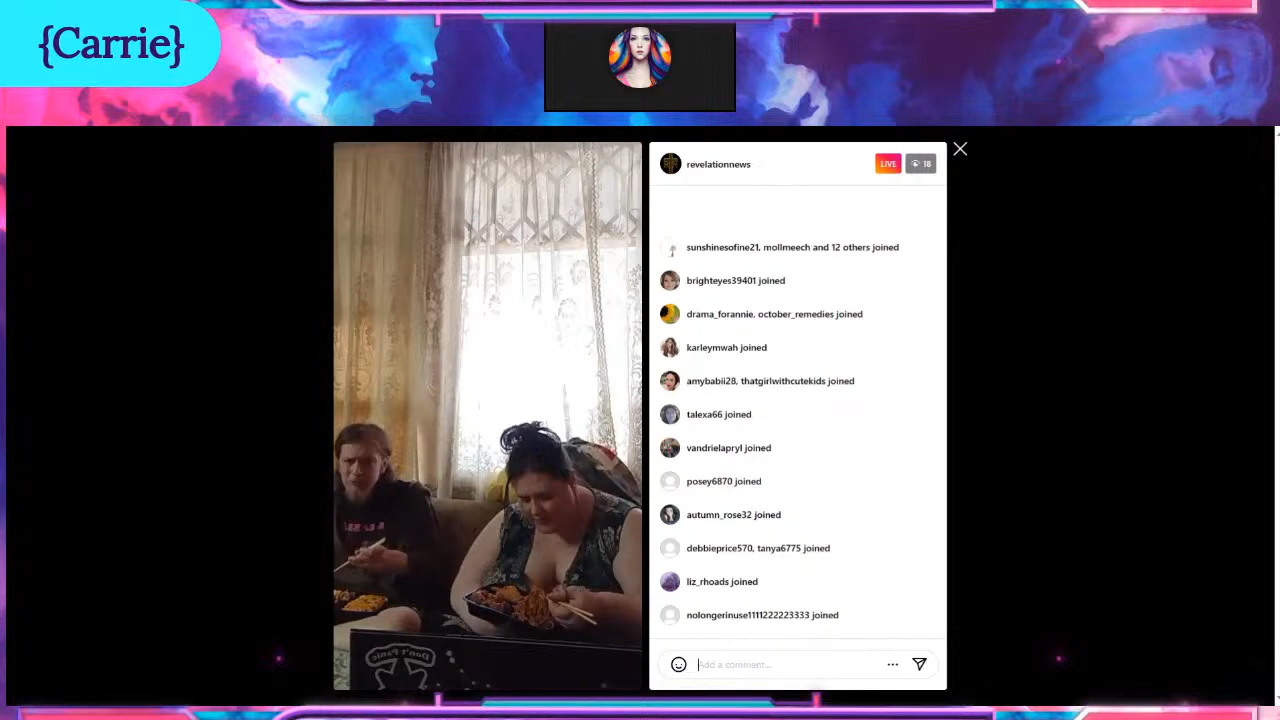 {Carrie}
revelationnews
LIVE
18
sunshinesofine21, mollmeech and 12 others joined
brighteyes39401 joined
drama_forannie, october_remedies joined
karleymwah joined
amybabii28, thatgirlwithcutekids joined
talexa66 joined
vandrielapryl joined
posey6870 joined
autumn_rose32 joined
debbieprice570, tanya6775 joined
liz_rhoads joined
nolongerinuse1111222223333 joined
Add a comment...
Don't Panic